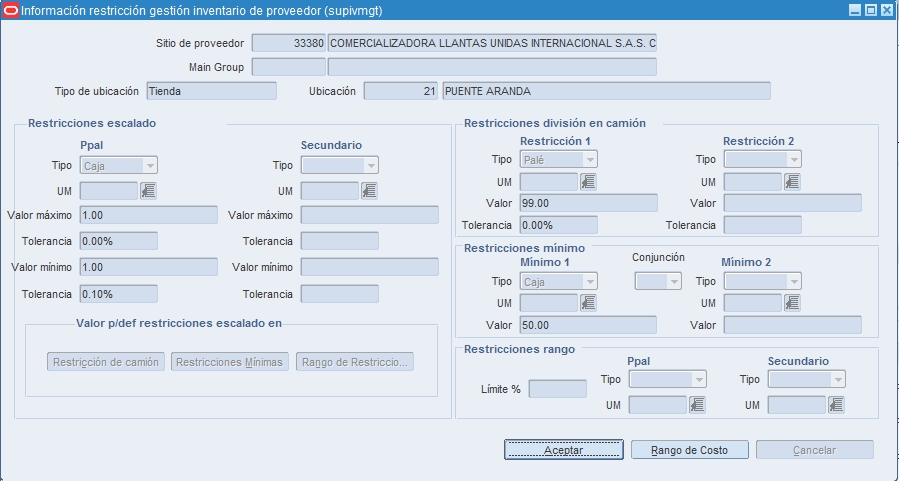 Información restricción gestión inventario de proveedor (supivmgt)
Sitio de proveedor 33380 COMERCIALIZADORA LLANTAS UNIDAS INTERNACIONAL S.A.S. C
Main Group
Tipo de ubicación Tienda Ubicación 21 PUENTE ARANDA
Restricciones escalado
Ppal Secundario
Tipo Caja Tipo
UM UM
Valor máximo 1.00 Valor máximo
Tolerancia 0.00% Tolerancia
Valor mínimo 1.00 Valor mínimo
Tolerancia 0.10% Tolerancia
Valor p/def restricciones escalado en
Restricción de camión Restricciones Mínimas Rango de Restriccio...
Restricciones división en camión
Restricción 1 Restricción 2
Tipo Palé Tipo
UM UM
Valor 99.00 Valor
Tolerancia 0.00% Tolerancia
Restricciones mínimo
Mínimo 1 Conjunción Mínimo 2
Tipo Caja Tipo
UM UM
Valor 50.00 Valor
Restricciones rango
Ppal Secundario
Límite % Tipo Tipo
UM UM
Aceptar Rango de Costo Cancelar